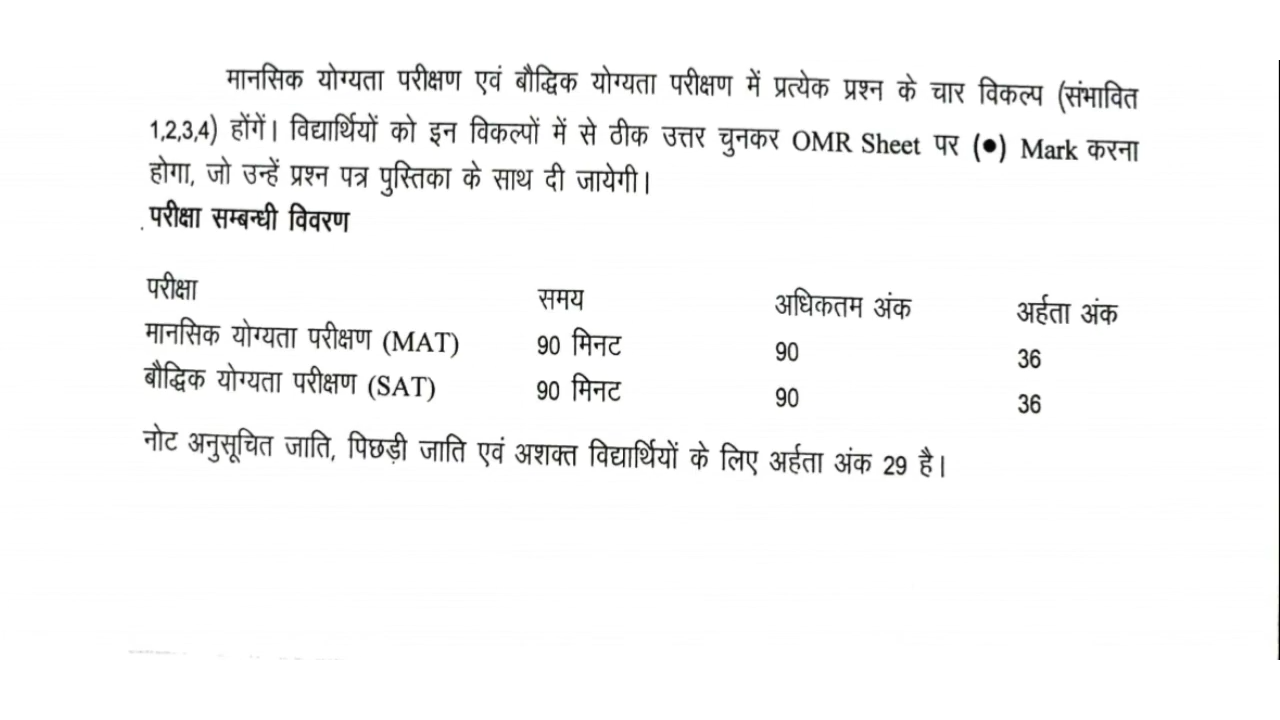 मानसिक योग्यता परीक्षण एवं बौद्धिक योग्यता परीक्षण में प्रत्येक प्रश्न के चार विकल्प (संभावित
1,2,3,4) होंगें। विद्यार्थियों को इन विकल्पों में से ठीक उत्तर चुनकर OMR Sheet पर (●) Mark करना
होगा, जो उन्हें प्रश्न पत्र पुस्तिका के साथ दी जायेगी।
परीक्षा सम्बन्धी विवरण
परीक्षा समय अधिकतम अंक अर्हता अंक
मानसिक योग्यता परीक्षण (MAT) 90 मिनट 90 36
बौद्धिक योग्यता परीक्षण (SAT) 90 मिनट 90 36
नोट अनुसूचित जाति, पिछड़ी जाति एवं अशक्त विद्यार्थियों के लिए अर्हता अंक 29 है।